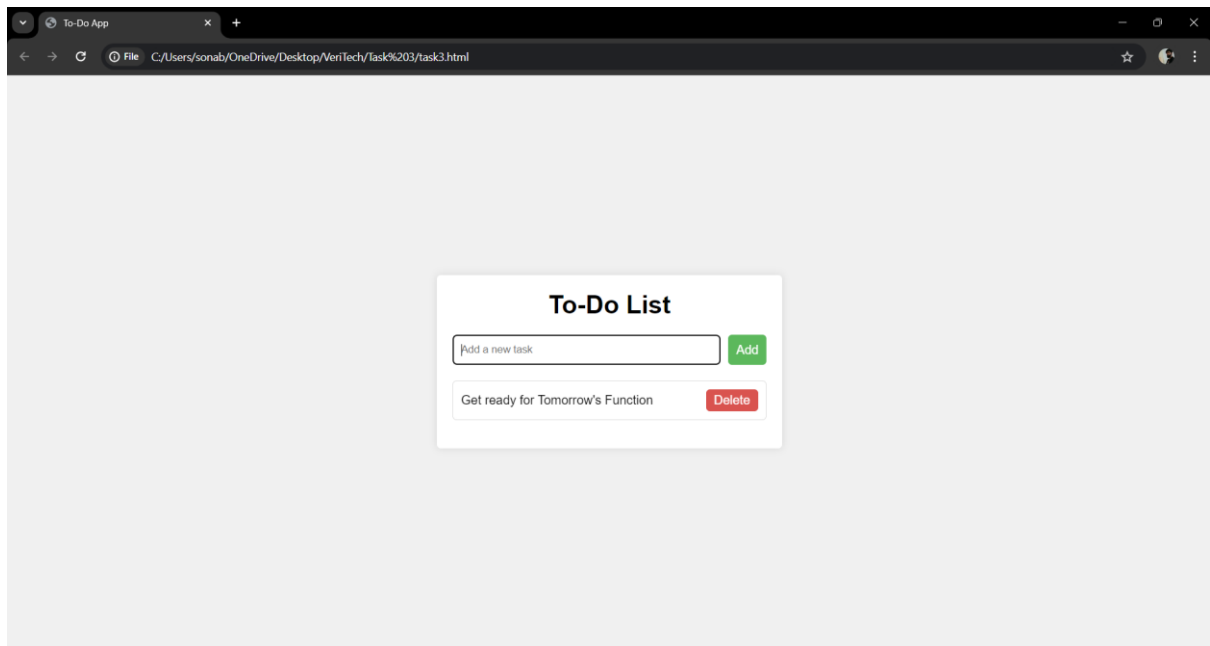 To-Do App
File C:/Users/sonab/OneDrive/Desktop/VeriTech/Task%203/task3.html
To-Do List
Add a new task Add
Get ready for Tomorrow's Function Delete